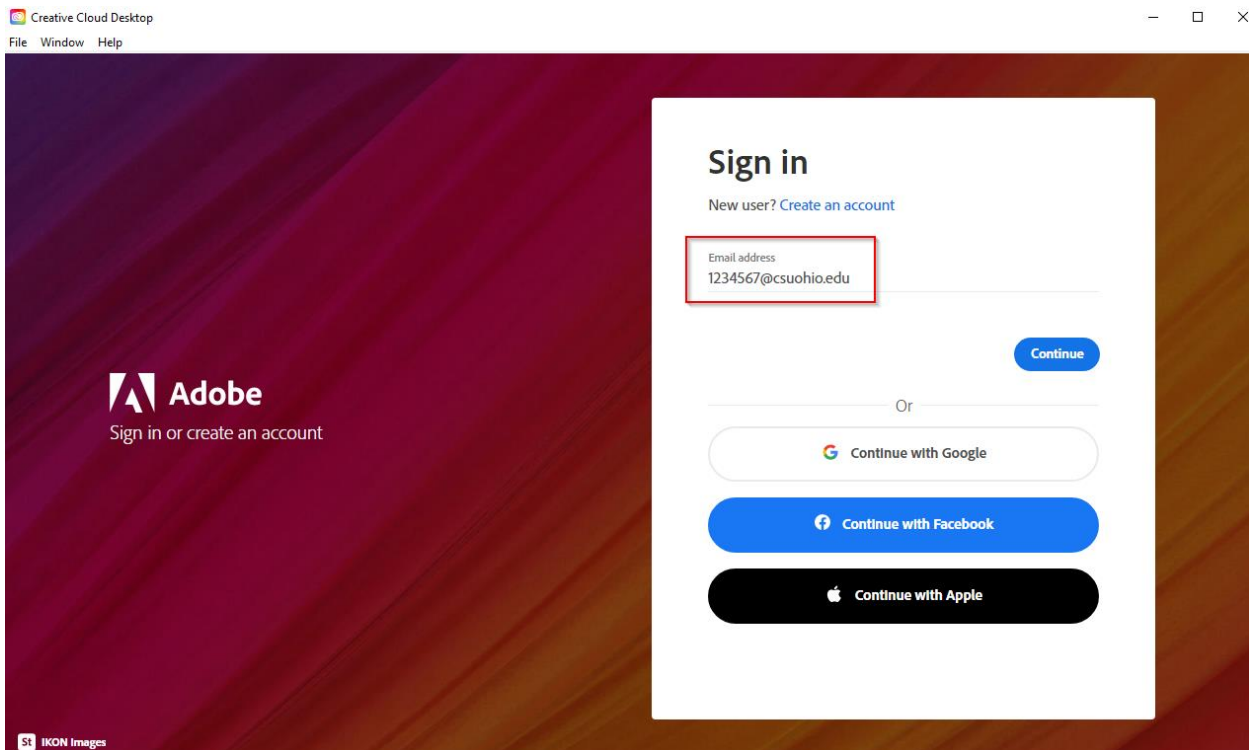 Creative Cloud Desktop
File Window Help
Sign in
New user? Create an account
Email address
1234567@csuohio.edu
Continue
Adobe
Sign in or create an account
Or
Continue with Google
Continue with Facebook
Continue with Apple
St IKON Images